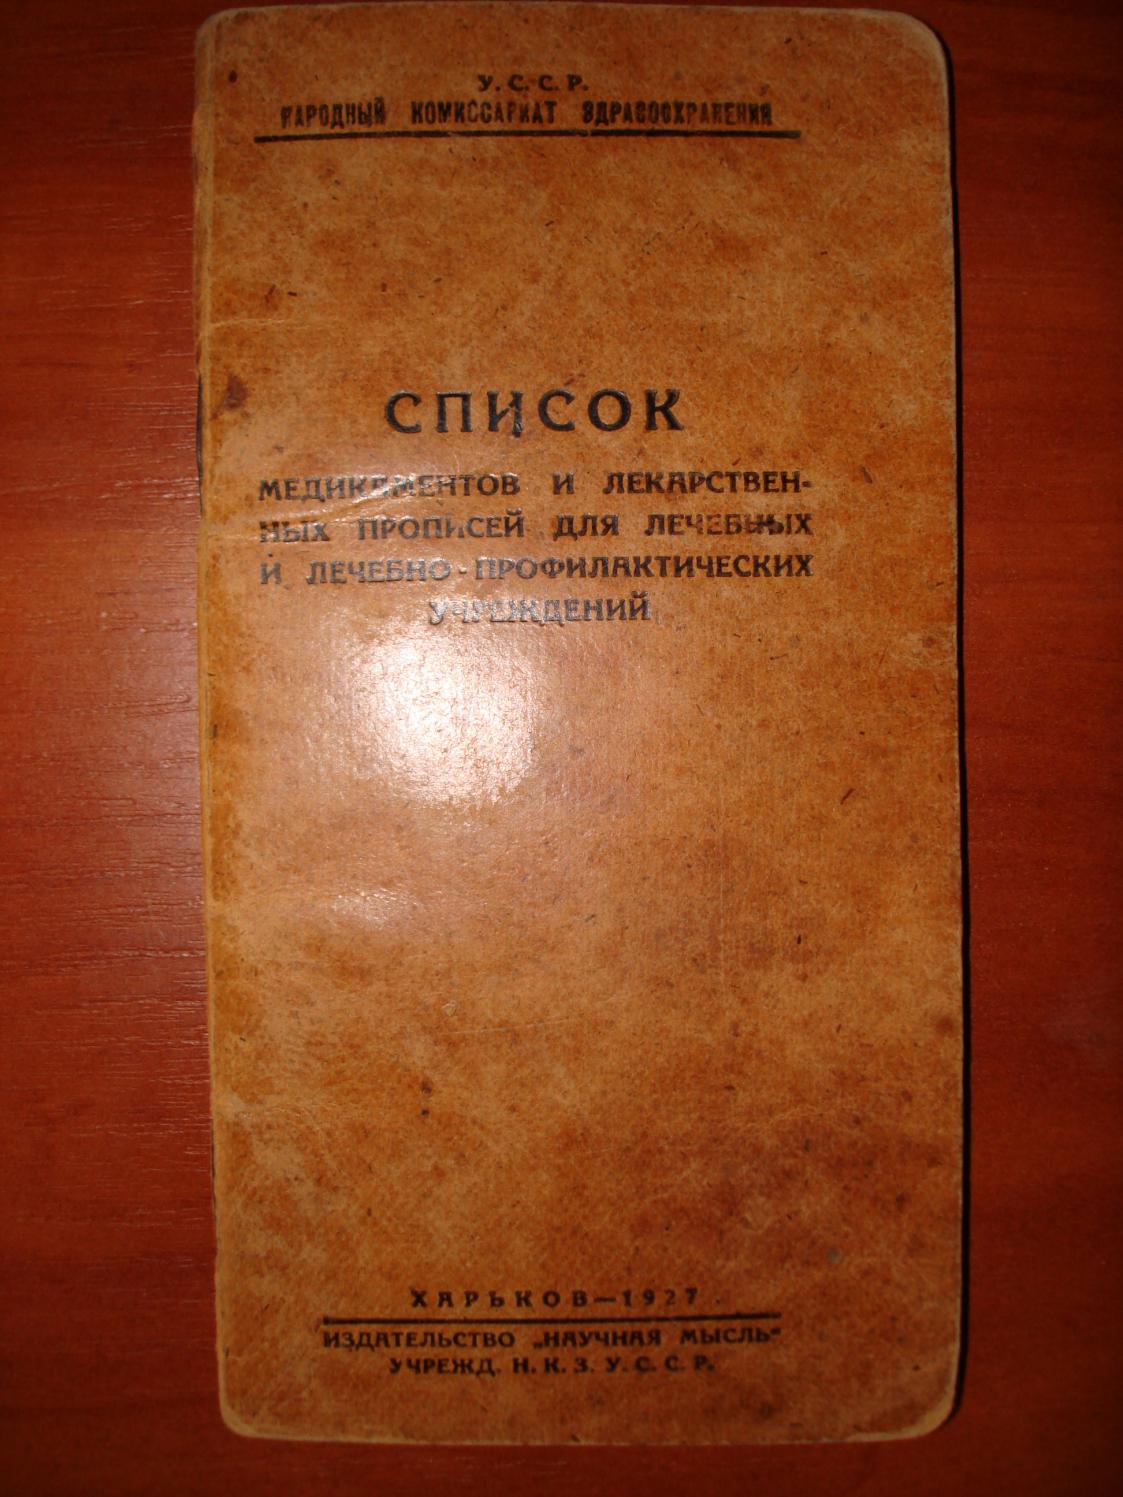 У. С. С. Р.
НАРОДНЫЙ КОМИССАРИАТ ЗДРАВООХРАНЕНИЯ
СПИСОК
МЕДИКАМЕНТОВ И ЛЕКАРСТВЕН-
НЫХ ПРОПИСЕЙ ДЛЯ ЛЕЧЕБНЫХ
И ЛЕЧЕБНО-ПРОФИЛАКТИЧЕСКИХ
УЧРЕЖДЕНИЙ
ХАРЬКОВ—1927
ИЗДАТЕЛЬСТВО „НАУЧНАЯ МЫСЛЬ"
УЧРЕЖД. Н. К. З. У. С. С. Р.